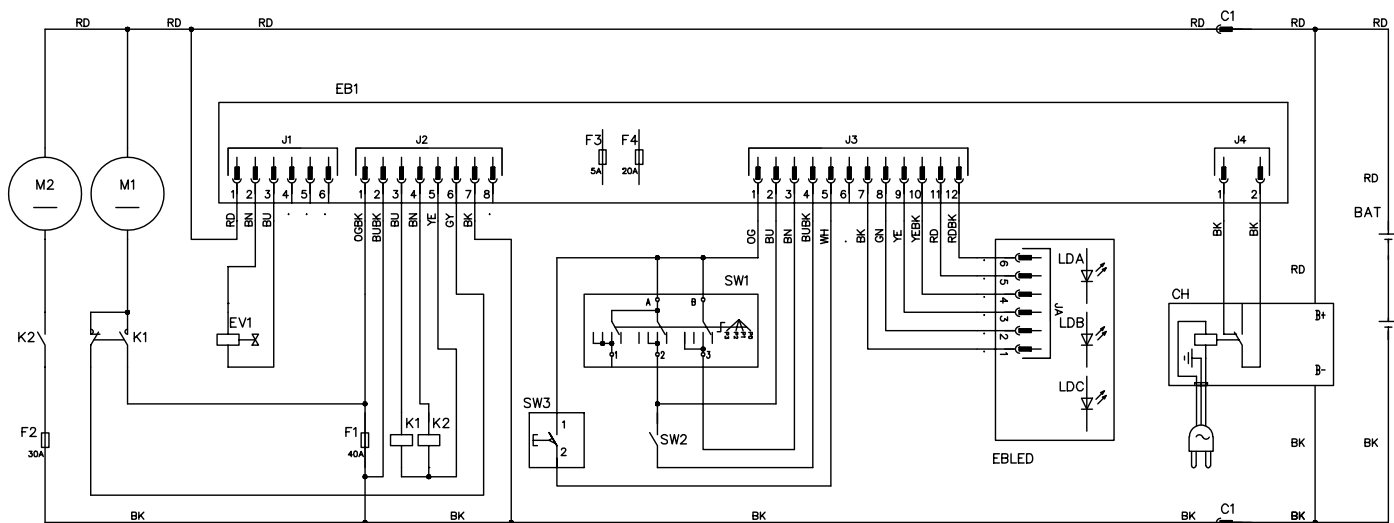 RD RD RD RD C1 RD RD
EB1
J1 J2 F3 F4 J3 J4
5A 20A
M2 M1
1 2 3 4 5 6 1 2 3 4 5 6 7 8 1 2 3 4 5 6 7 8 9 10 11 12 1 2
RD BN BU . . . OGBK BUBK BU BN YE GY BK . OG BU BN BUBK WH . BK GN YE YEBK RD RDBK BK BK
RD
BAT
SW1 A B
6 5 4 3 2 1
JA
LDA
LDB
LDC
RD
CH
B+
B-
K2 K1 EV1
1 2 3
SW3
1
2
SW2
F2
30A
F1
40A
K1 K2
EBLED
BK BK
BK BK BK BK C1 BK